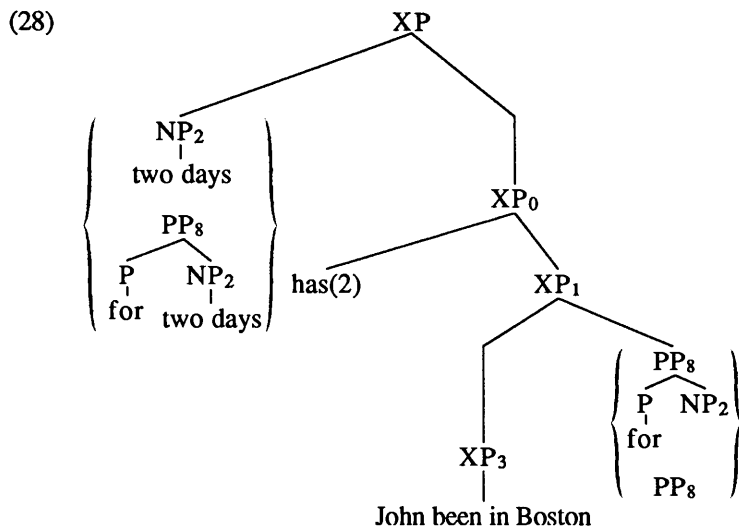 (28)
XP
NP₂
two days
PP₈
P NP₂
for two days
XP₀
has(2)
XP₁
PP₈
P NP₂
for
PP₈
XP₃
John been in Boston